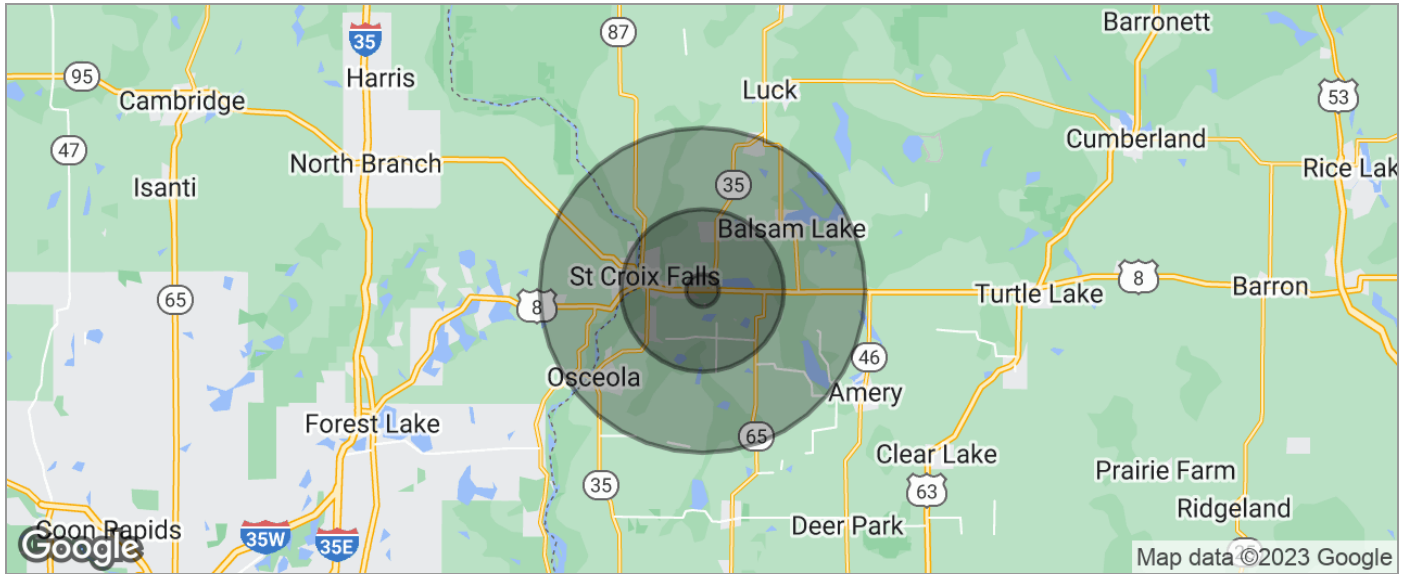 Barronett
35
87
95
Harris
Luck
53
Cambridge
47
Cumberland
North Branch
Rice Lak
Isanti
35
Balsam Lake
St Croix Falls
8
Barron
65
8
Turtle Lake
46
Osceola
Amery
Forest Lake
65
Clear Lake
Prairie Farm
35
63
Ridgeland
Deer Park
Coon Rapids
35W
35E
Google
25
Map data ©2023 Google